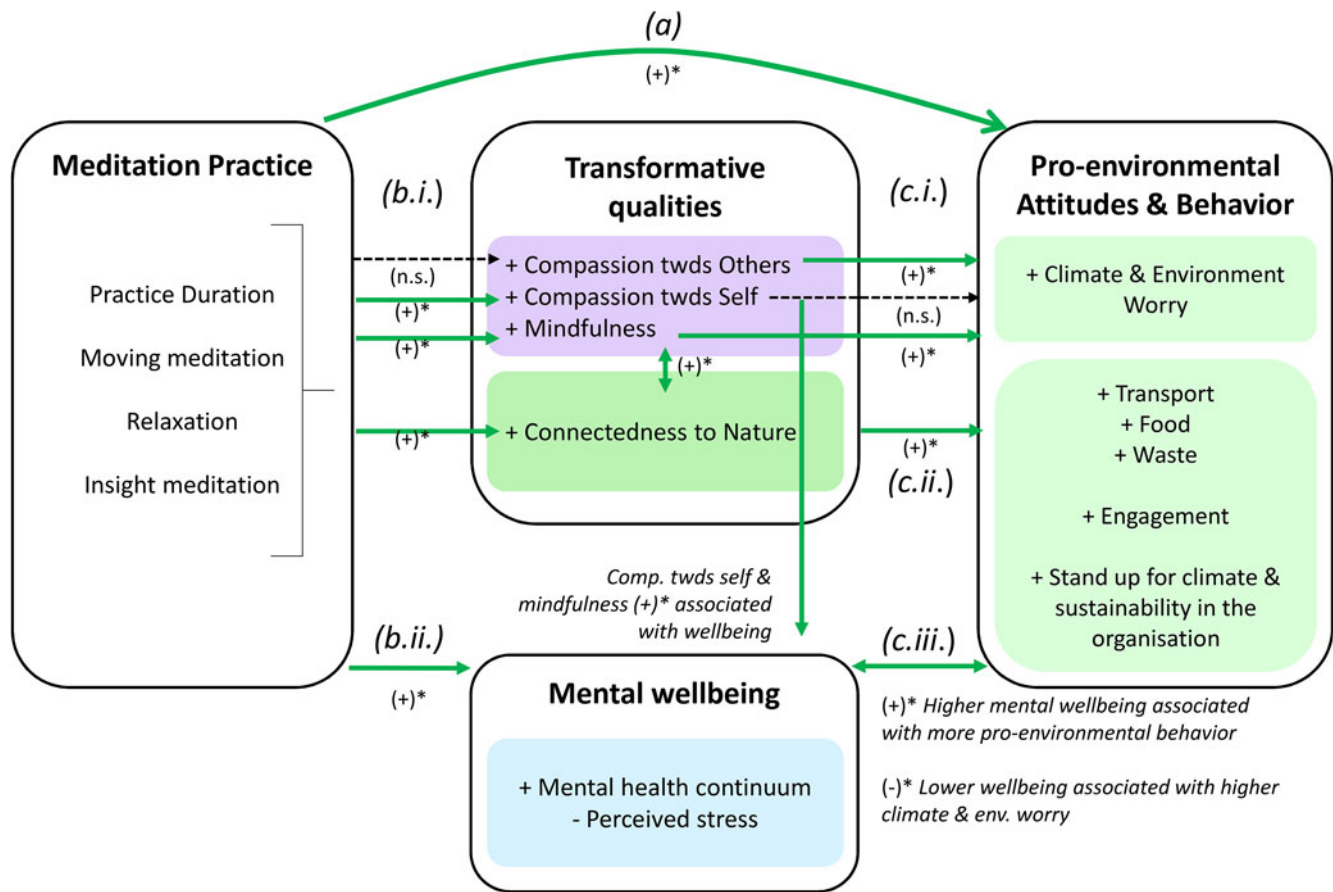 (a)
(+)*
Meditation Practice
Practice Duration
Moving meditation
Relaxation
Insight meditation
(b.i.)
(n.s.)
(+)*
(+)*
(+)*
Transformative
qualities
+ Compassion twds Others
+ Compassion twds Self
+ Mindfulness
(+)*
+ Connectedness to Nature
(c.i.)
(+)*
(n.s.)
(+)*
(+)*
(c.ii.)
Pro-environmental
Attitudes & Behavior
+ Climate & Environment
Worry
+ Transport
+ Food
+ Waste
+ Engagement
+ Stand up for climate &
sustainability in the
organisation
Comp. twds self &
mindfulness (+)* associated
with wellbeing
(b.ii.)
(+)*
Mental wellbeing
+ Mental health continuum
- Perceived stress
(c.iii.)
(+)* Higher mental wellbeing associated
with more pro-environmental behavior
(-)* Lower wellbeing associated with higher
climate & env. worry